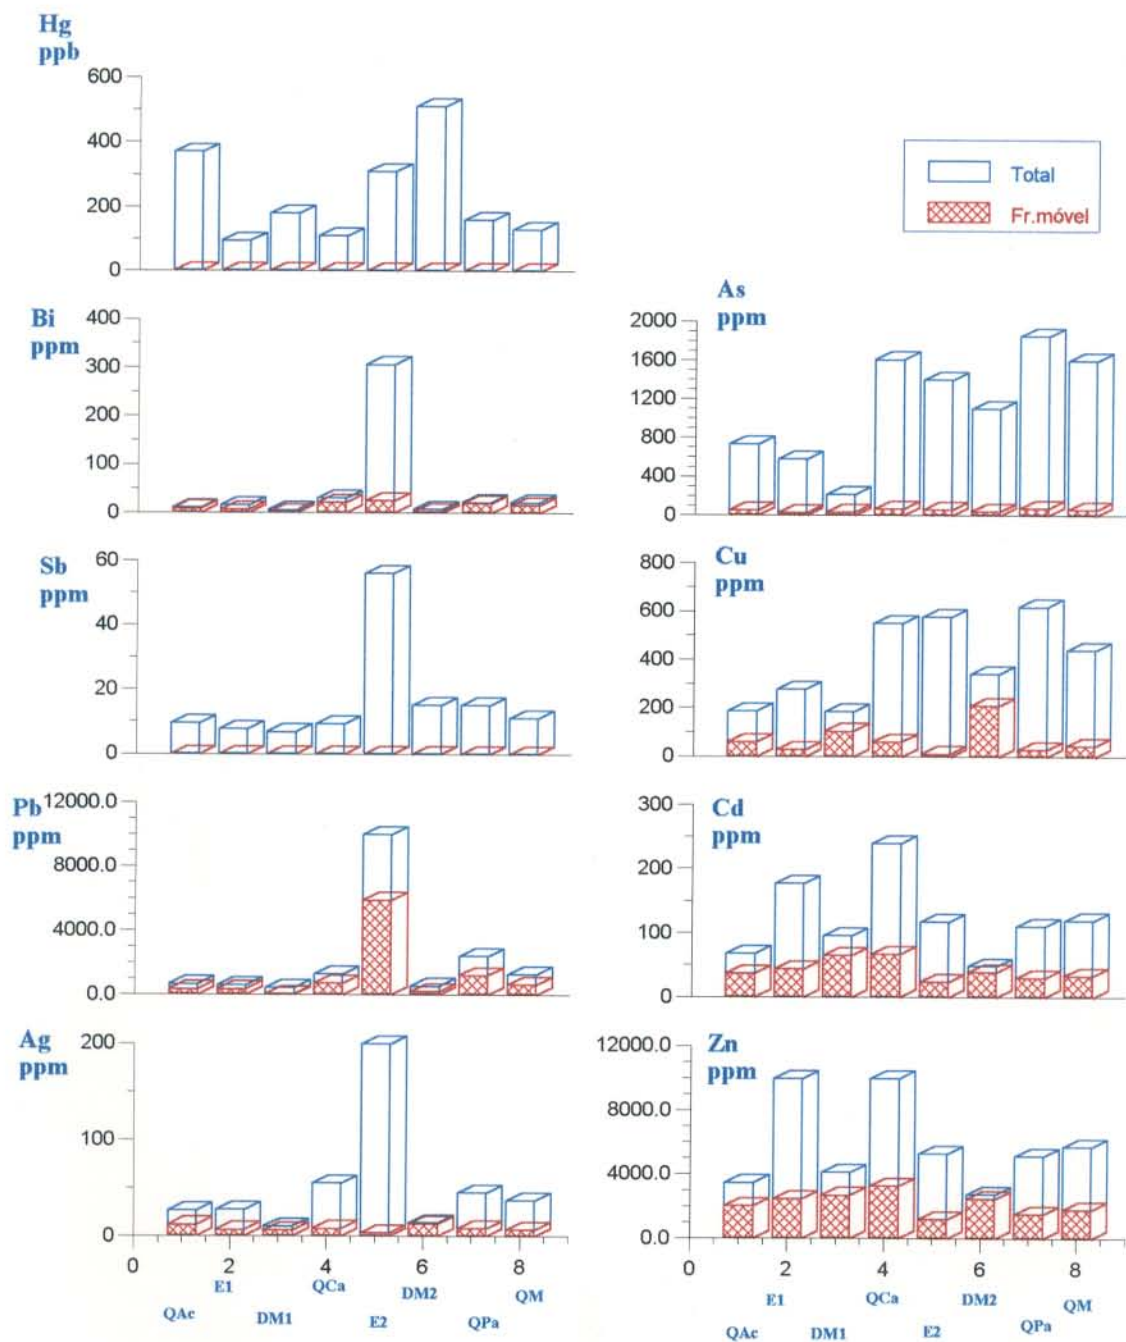 Hg
ppb
600
400
200
0
Total
Fr.móvel
Bi
ppm
400
300
200
100
0
As
ppm
2000
1600
1200
800
400
0
Sb
ppm
60
40
20
0
Cu
ppm
800
600
400
200
0
Pb
ppm
12000.0
8000.0
4000.0
0.0
Cd
ppm
300
200
100
0
Ag
ppm
200
100
0
0 2 4 6 8
E1 QCa DM2 QM
QAc DM1 E2 QPa
Zn
ppm
12000.0
8000.0
4000.0
0.0
0 2 4 6 8
E1 QCa DM2 QM
QAc DM1 E2 QPa